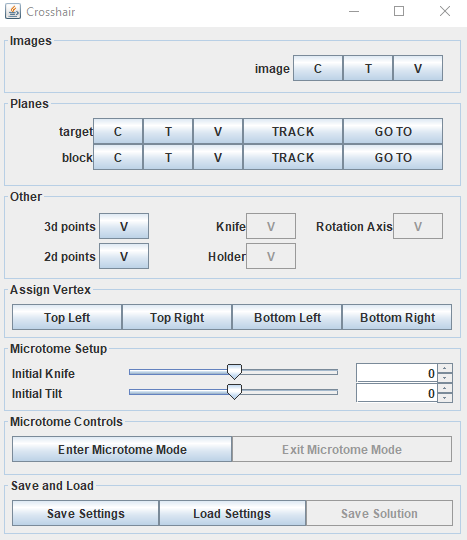 Crosshair
Images
image C T V
Planes
target C T V TRACK GO TO
block C T V TRACK GO TO
Other
3d points V Knife V Rotation Axis V
2d points V Holder V
Assign Vertex
Top Left Top Right Bottom Left Bottom Right
Microtome Setup
Initial Knife 0
Initial Tilt 0
Microtome Controls
Enter Microtome Mode Exit Microtome Mode
Save and Load
Save Settings Load Settings Save Solution